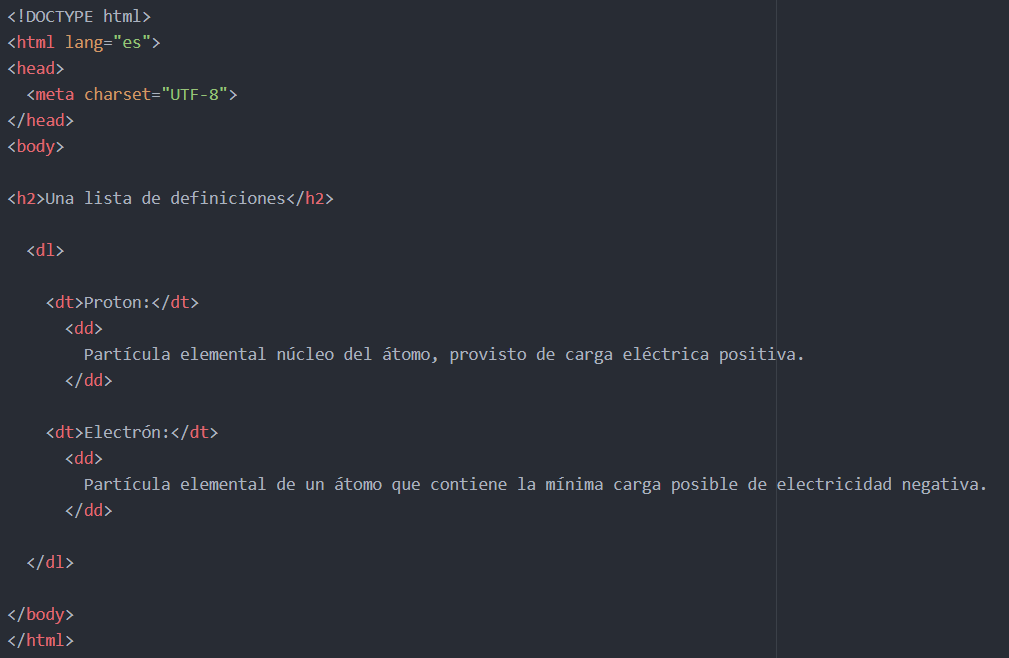 <!DOCTYPE html>
<html lang="es">
<head>
  <meta charset="UTF-8">
</head>
<body>

<h2>Una lista de definiciones</h2>

  <dl>

    <dt>Proton:</dt>
      <dd>
        Partícula elemental núcleo del átomo, provisto de carga eléctrica positiva.
      </dd>

    <dt>Electrón:</dt>
      <dd>
        Partícula elemental de un átomo que contiene la mínima carga posible de electricidad negativa.
      </dd>

  </dl>

</body>
</html>